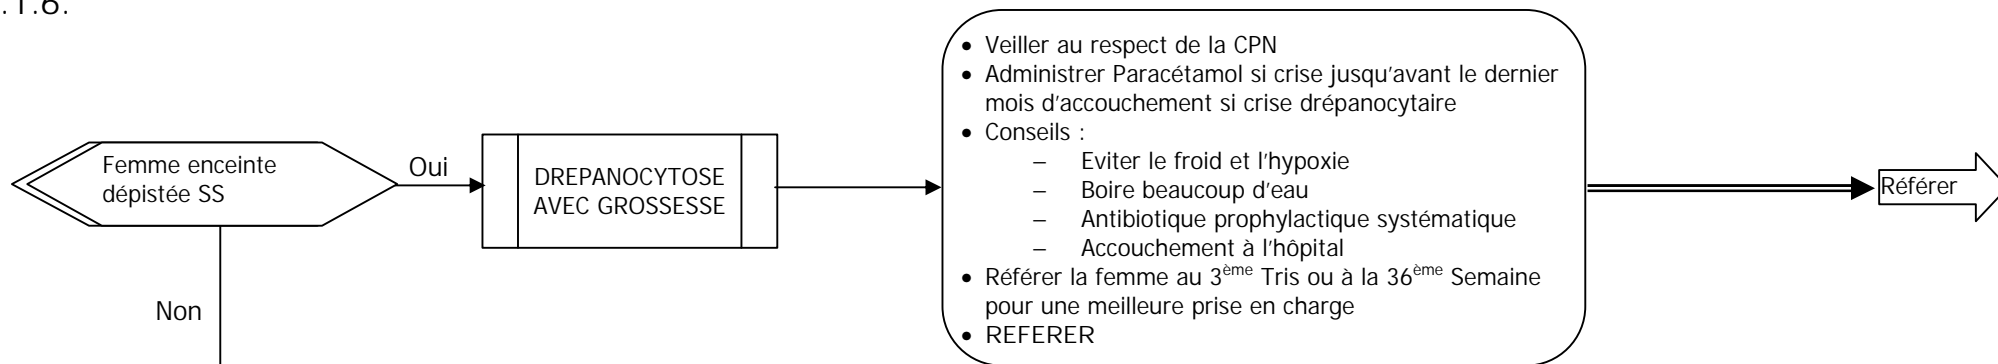 .1.6.
Femme enceinte
dépistée SS
Oui
Non
DREPANOCYTOSE
AVEC GROSSESSE
• Veiller au respect de la CPN
• Administrer Paracétamol si crise jusqu'avant le dernier
mois d'accouchement si crise drépanocytaire
• Conseils :
– Eviter le froid et l'hypoxie
– Boire beaucoup d'eau
– Antibiotique prophylactique systématique
– Accouchement à l'hôpital
• Référer la femme au 3ème Tris ou à la 36ème Semaine
pour une meilleure prise en charge
• REFERER
Référer